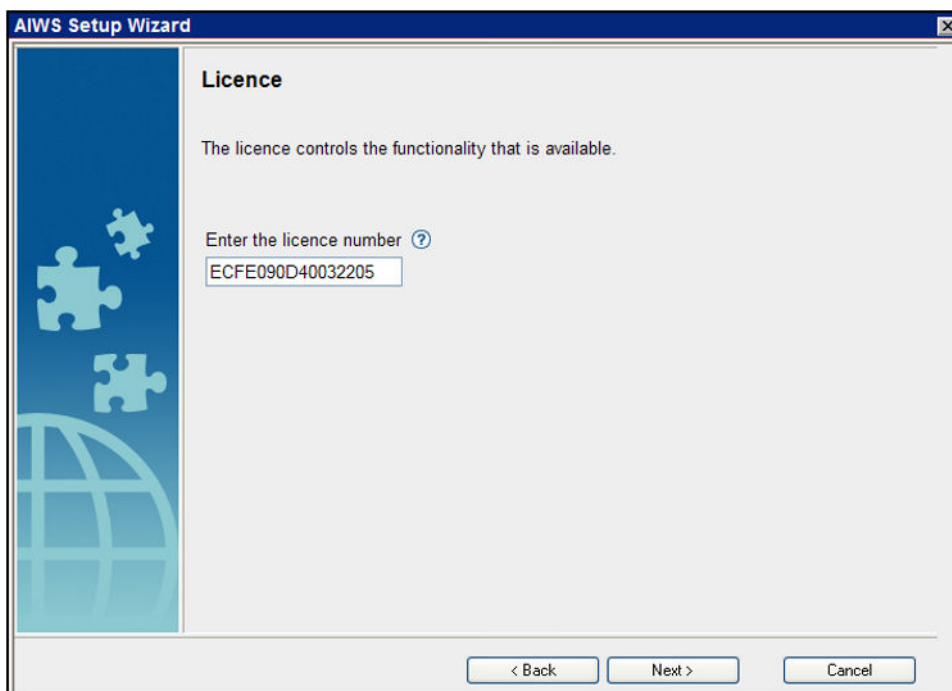 AIWS Setup Wizard
Licence
The licence controls the functionality that is available.
Enter the licence number ?
ECFE090D40032205
< Back Next > Cancel